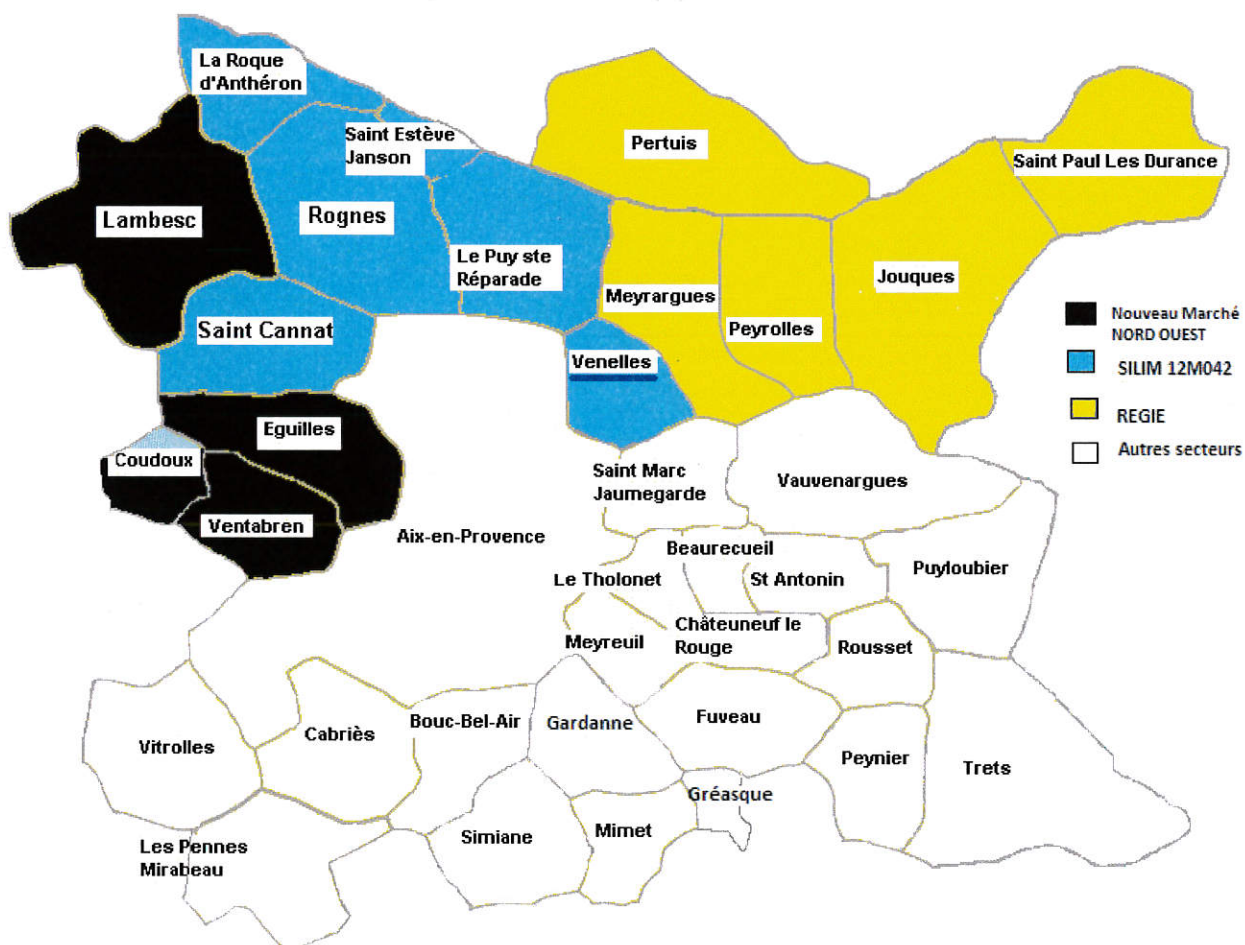 La Roque
d'Anthéron
Saint Estève
Janson
Pertuis
Saint Paul Les Durance
Lambesc
Rognes
Le Puy ste
Réparade
Jouques
Meyrargues
Peyrolles
Saint Cannat
Venelles
Nouveau Marché
NORD OUEST
SILIM 12M042
REGIE
Autres secteurs
Eguilles
Coudoux
Ventabren
Saint Marc
Jaumegarde
Vauvenargues
Aix-en-Provence
Beaurecueil
Le Tholonet
St Antonin
Puyloubier
Châteuneuf le
Rouge
Meyreuil
Rousset
Vitrolles
Cabriès
Bouc-Bel-Air
Gardanne
Fuveau
Peynier
Trets
Gréasque
Simiane
Mimet
Les Pennes
Mirabeau